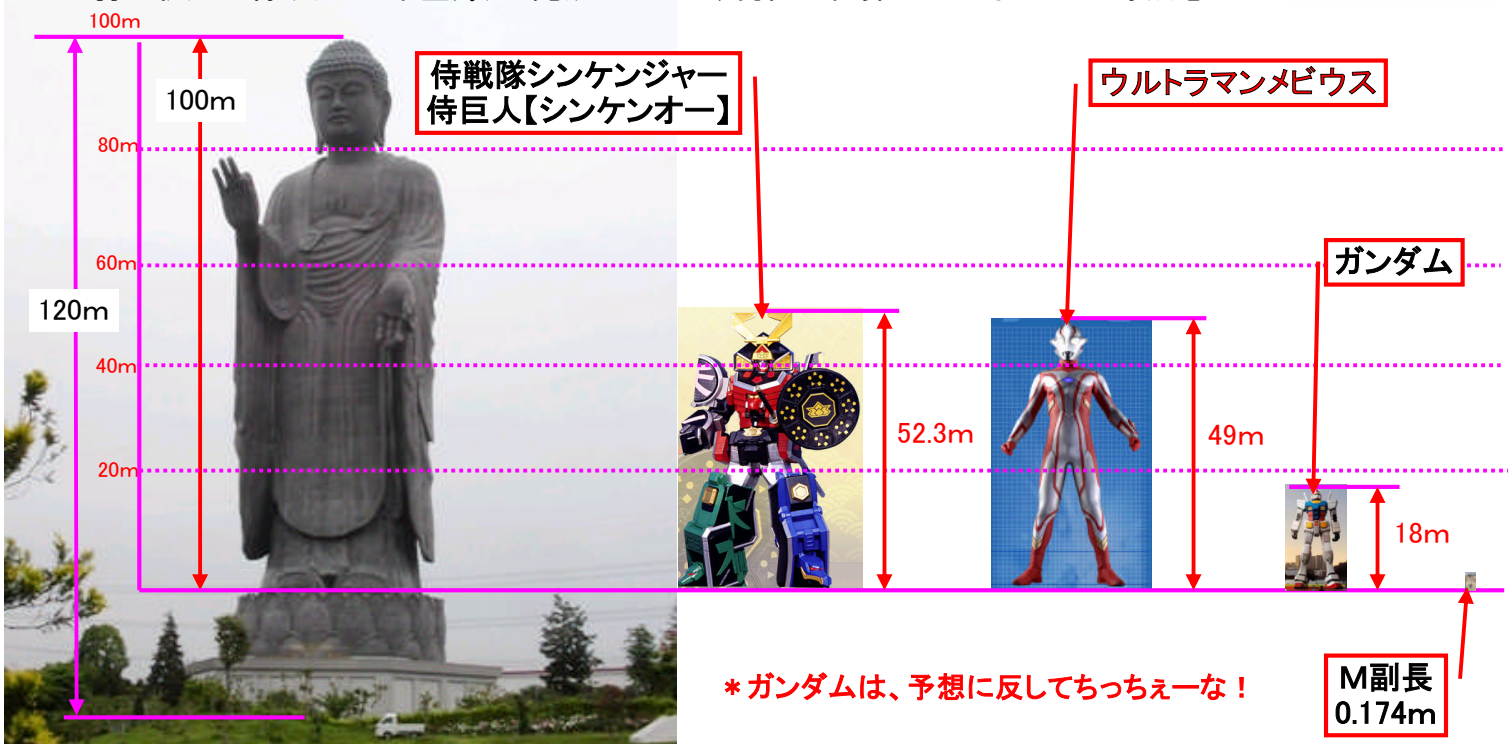 100m
100m
80m
60m
120m
40m
20m
侍戦隊シンケンジャー
侍巨人【シンケンオー】
ウルトラマンメビウス
ガンダム
52.3m
49m
18m
*ガンダムは、予想に反してちっちぇーな!
M副長
0.174m